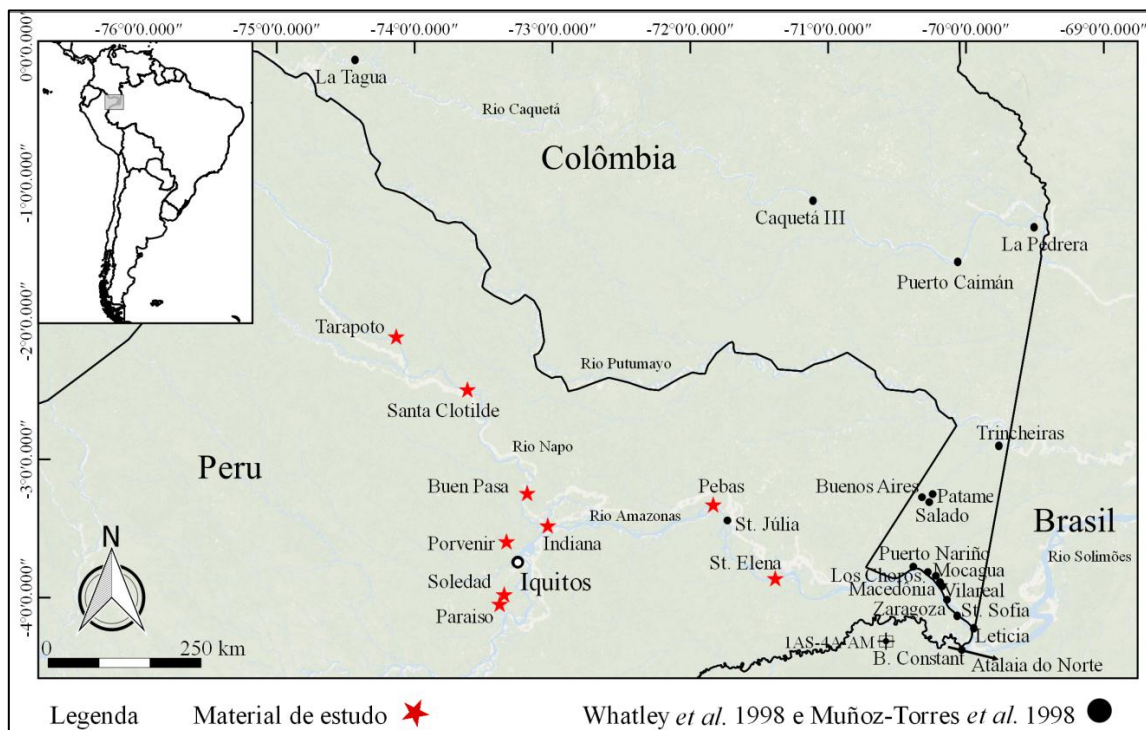 -76°0'0.000" -75°0'0.000" -74°0'0.000" -73°0'0.000" -72°0'0.000" -71°0'0.000" -70°0'0.000" -69°0'0.000"
0°0'0.000"
-1°0'0.000"
-2°0'0.000"
-3°0'0.000"
-4°0'0.000"
La Tagua
Rio Caquetá
Colômbia
Caquetá III
La Pedrera
Puerto Caimán
Tarapoto
Rio Putumayo
Santa Clotilde
Trincheiras
Rio Napo
Peru
Buen Pasa
Pebas
Buenos Aires
Patame
Salado
Rio Amazonas
St. Júlia
Brasil
Porvenir
Indiana
Rio Solimões
N
Iquitos
St. Elena
Puerto Nariño
Los Choros.
Mocagua
Soledad
Macedonia
Vilareal
Paraiso
Zaragoza
St. Sofia
Leticia
1AS-4A-AM
B. Constant
Atalaia do Norte
250 km
Legenda Material de estudo Whatley et al. 1998 e Muñoz-Torres et al. 1998